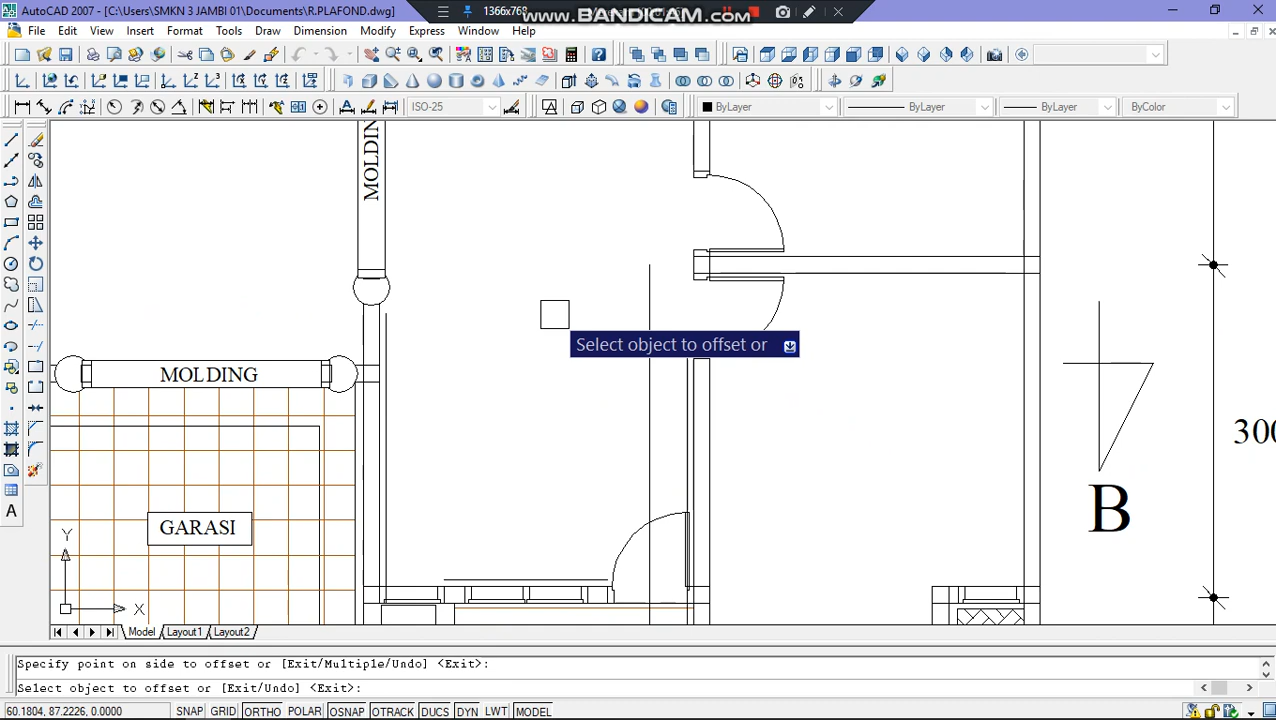 AutoCAD 2007 - [C:\Users\SMKN 3 JAMBI 01\Documents\R.PLAFOND.dwg]
1366x768
www.BANDICAM.com
File Edit View Insert Format Tools Draw Dimension Modify Express Window Help
ISO-25
ByLayer
ByLayer
ByLayer
ByColor
MOLDIN
Select object to offset or
MOLDING
300
GARASI
B
Y
X
Model Layout1 Layout2
Specify point on side to offset or [Exit/Multiple/Undo] <Exit>:
Select object to offset or [Exit/Undo] <Exit>:
60.1804, 87.2226, 0.0000
SNAP GRID ORTHO POLAR OSNAP OTRACK DUCS DYN LWT MODEL